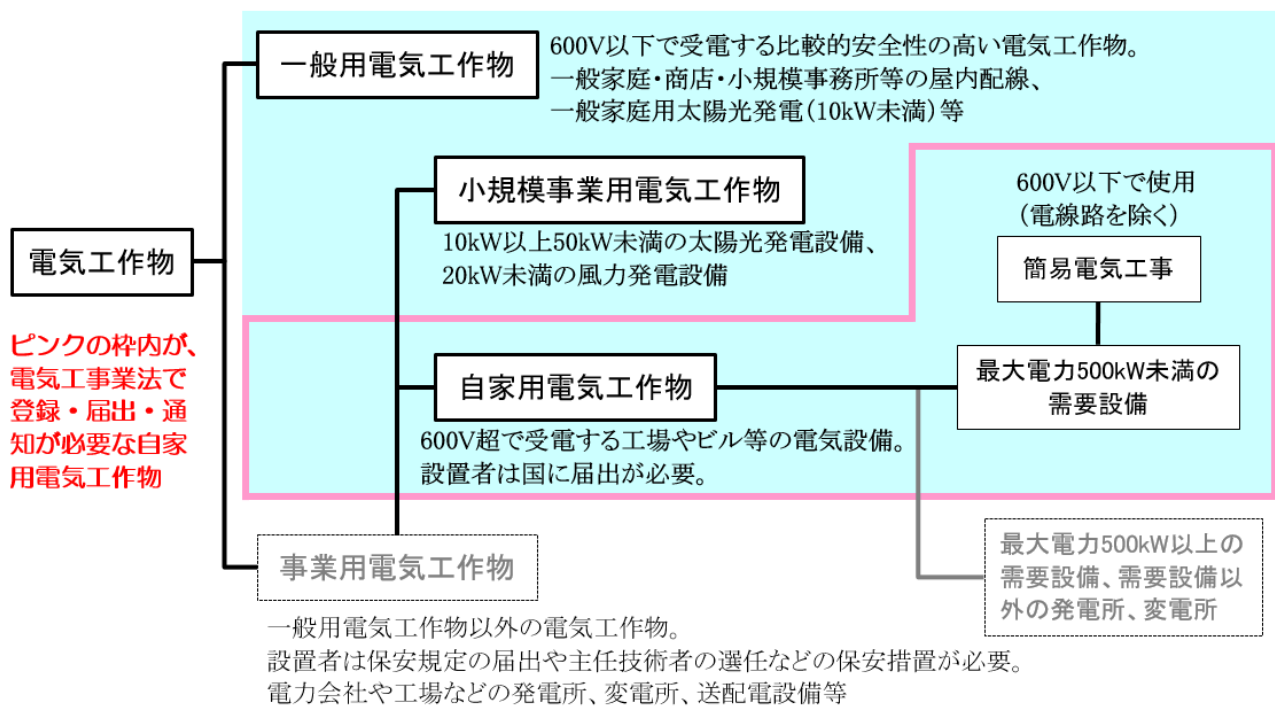 一般用電気工作物
600V以下で受電する比較的安全性の高い電気工作物。
一般家庭・商店・小規模事務所等の屋内配線、
一般家庭用太陽光発電(10kW未満)等
小規模事業用電気工作物
10kW以上50kW未満の太陽光発電設備、
20kW未満の風力発電設備
600V以下で使用
(電線路を除く)
簡易電気工事
電気工作物
ピンクの枠内が、
電気工事業法で
登録・届出・通
知が必要な自家
用電気工作物
自家用電気工作物
600V超で受電する工場やビル等の電気設備。
設置者は国に届出が必要。
最大電力500kW未満の
需要設備
事業用電気工作物
一般用電気工作物以外の電気工作物。
設置者は保安規定の届出や主任技術者の選任などの保安措置が必要。
電力会社や工場などの発電所、変電所、送配電設備等
最大電力500kW以上の
需要設備、需要設備以
外の発電所、変電所